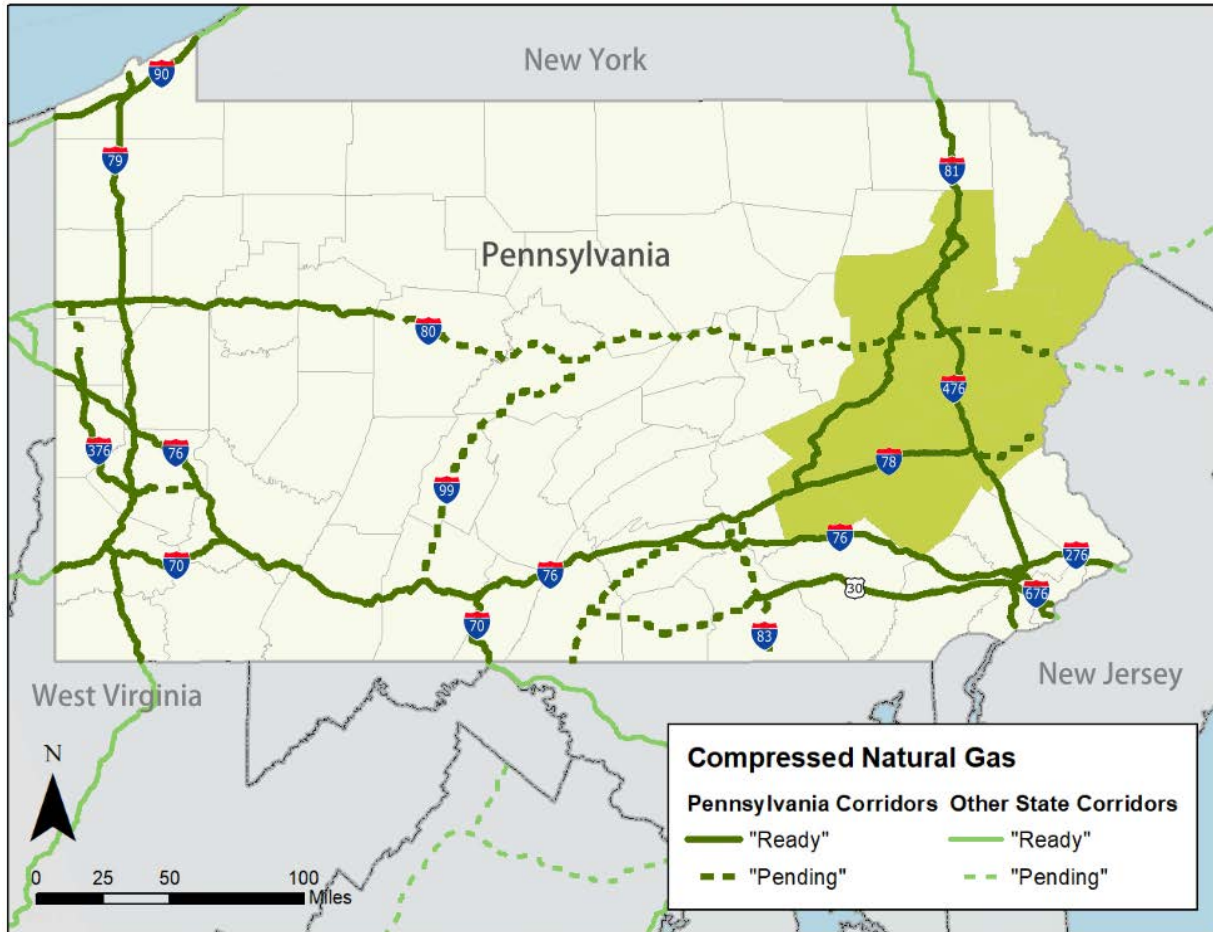 New York
90
79
81
Pennsylvania
80
476
376
76
78
99
76
70
76
276
30
676
70
83
West Virginia
New Jersey
N
0 25 50 100
Miles
Compressed Natural Gas
Pennsylvania Corridors Other State Corridors
"Ready" "Ready"
"Pending" "Pending"